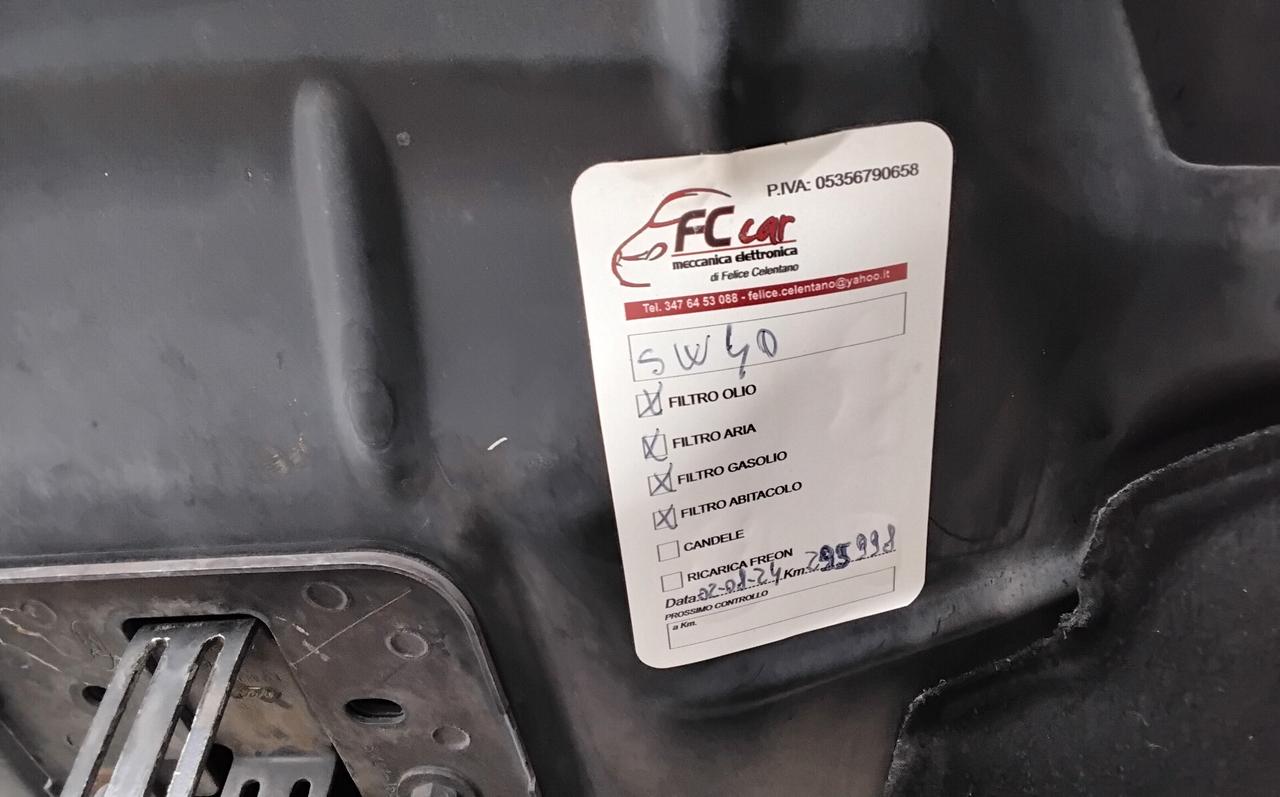 P.IVA: 05356790658
FC car
meccanica elettronica
di Felice Celentano
Tel. 347 64 53 088 - felice.celentano@yahoo.it
5W40
FILTRO OLIO
FILTRO ARIA
FILTRO GASOLIO
FILTRO ABITACOLO
CANDELE
RICARICA FREON
Data: 02-08-24 Km. 295998
PROSSIMO CONTROLLO
a Km.